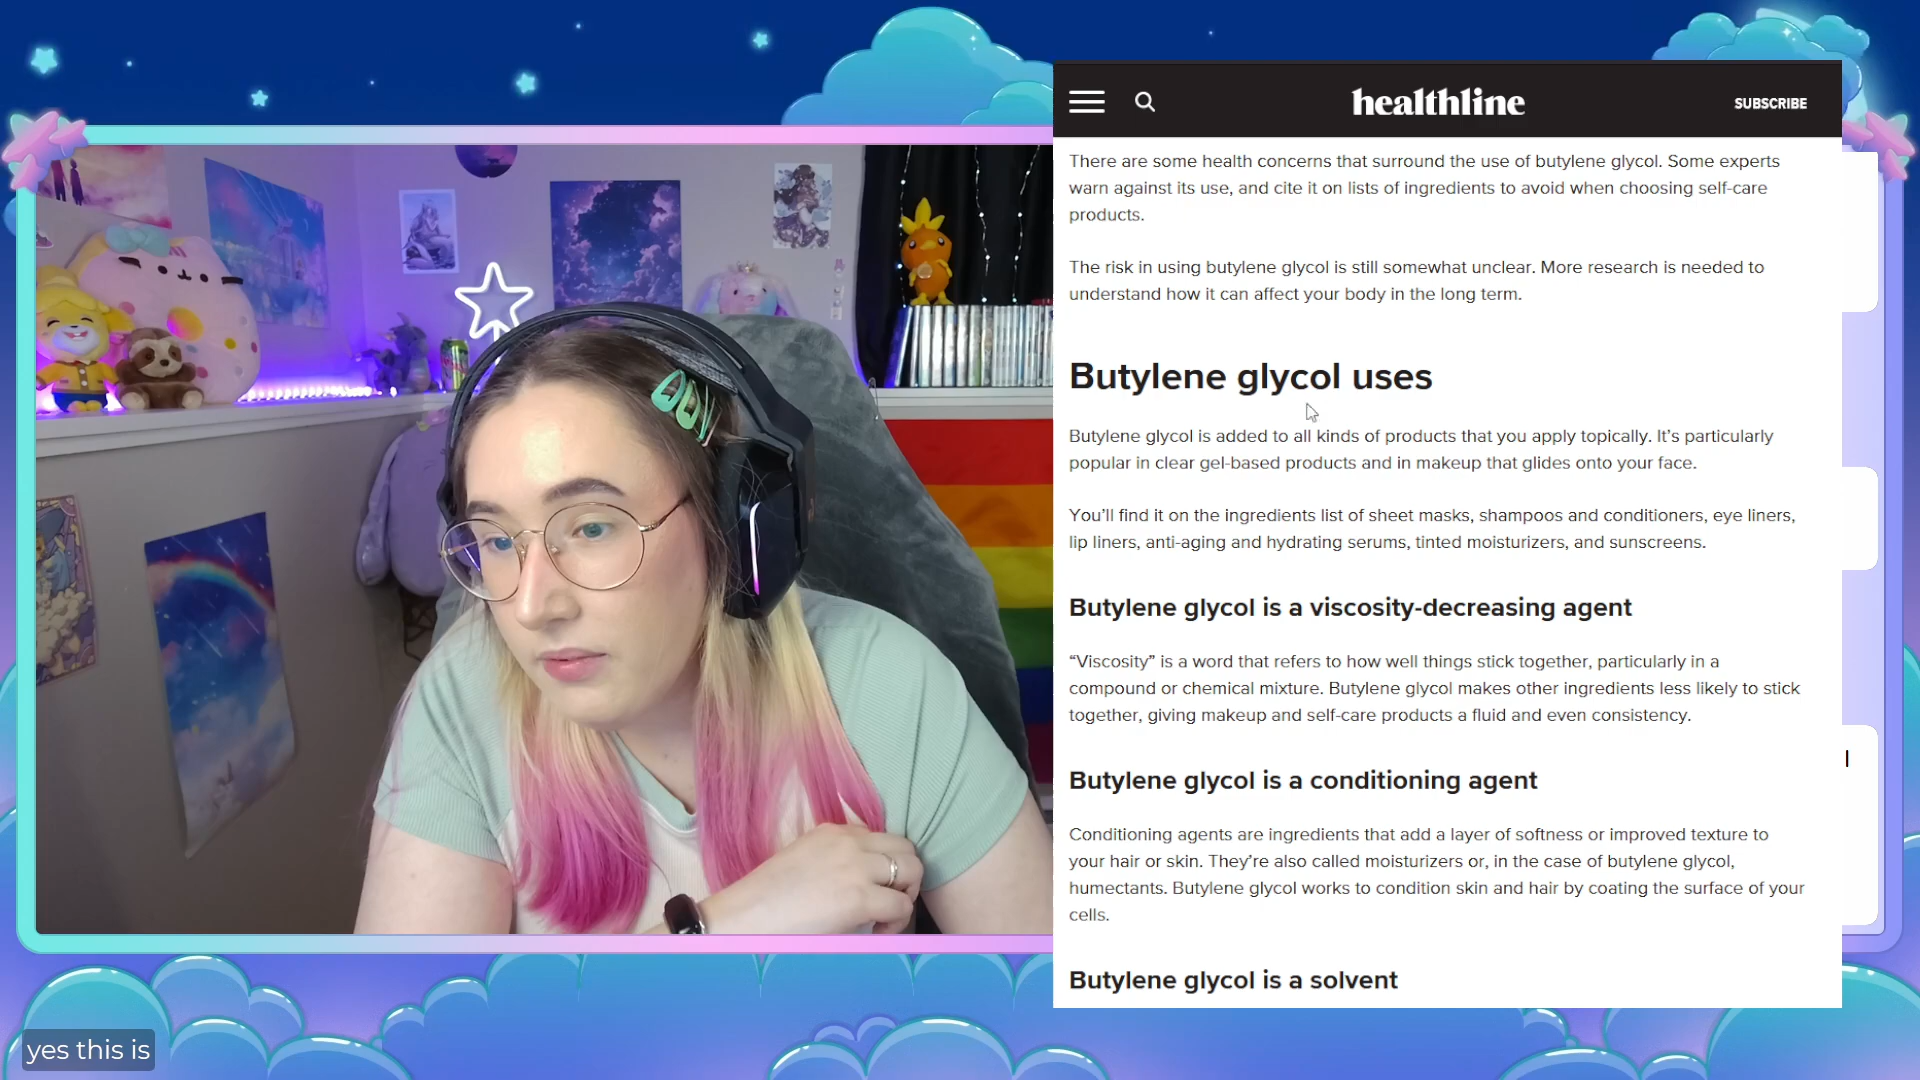 healthline
SUBSCRIBE
There are some health concerns that surround the use of butylene glycol. Some experts
warn against its use, and cite it on lists of ingredients to avoid when choosing self-care
products.
The risk in using butylene glycol is still somewhat unclear. More research is needed to
understand how it can affect your body in the long term.
Butylene glycol uses
Butylene glycol is added to all kinds of products that you apply topically. It’s particularly
popular in clear gel-based products and in makeup that glides onto your face.
You’ll find it on the ingredients list of sheet masks, shampoos and conditioners, eye liners,
lip liners, anti-aging and hydrating serums, tinted moisturizers, and sunscreens.
Butylene glycol is a viscosity-decreasing agent
“Viscosity” is a word that refers to how well things stick together, particularly in a
compound or chemical mixture. Butylene glycol makes other ingredients less likely to stick
together, giving makeup and self-care products a fluid and even consistency.
Butylene glycol is a conditioning agent
Conditioning agents are ingredients that add a layer of softness or improved texture to
your hair or skin. They’re also called moisturizers or, in the case of butylene glycol,
humectants. Butylene glycol works to condition skin and hair by coating the surface of your
cells.
Butylene glycol is a solvent
yes this is